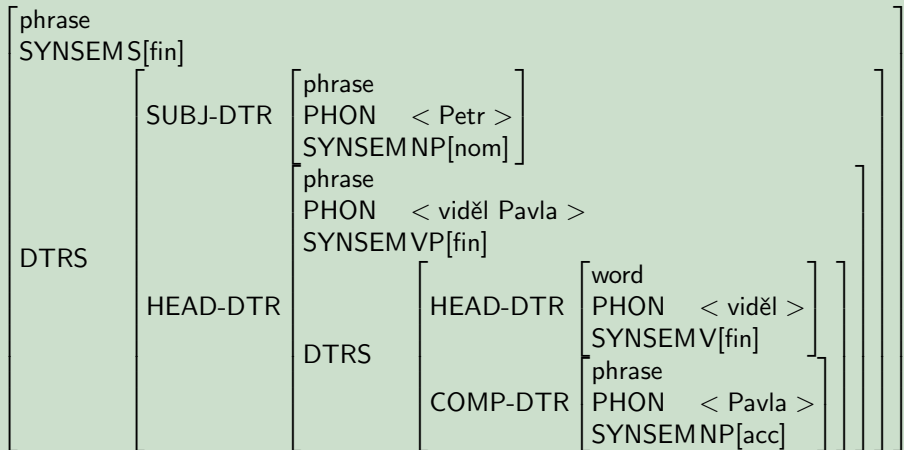 phrase
SYNSEM S[fin]
phrase
SUBJ-DTR PHON < Petr >
SYNSEM NP[nom]
phrase
PHON < viděl Pavla >
SYNSEM VP[fin]
DTRS
word
HEAD-DTR HEAD-DTR PHON < viděl >
SYNSEM V[fin]
DTRS
phrase
COMP-DTR PHON < Pavla >
SYNSEM NP[acc]